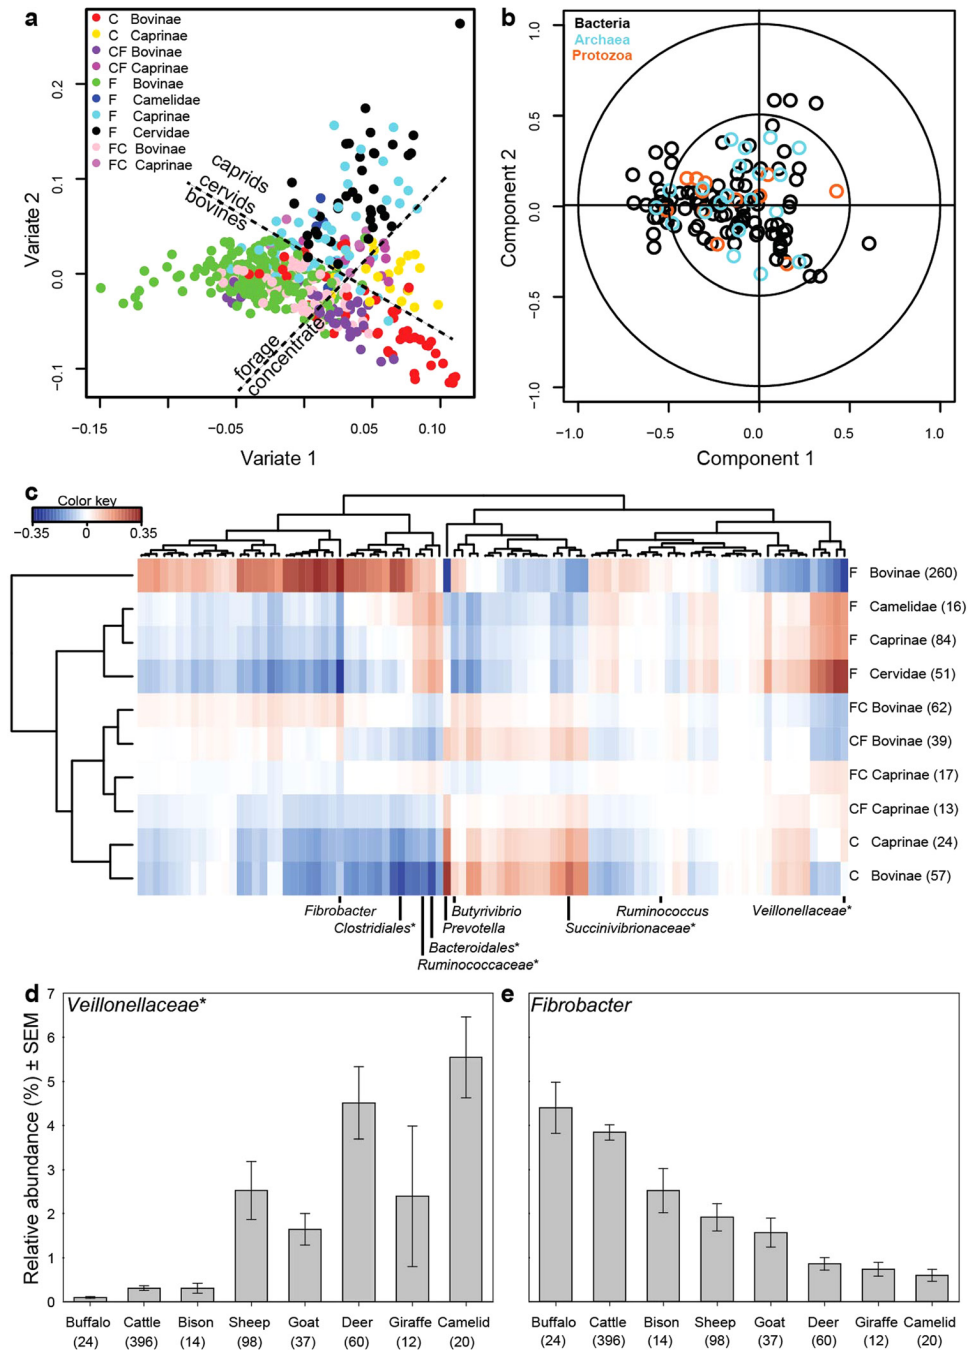 a
C Bovinae
C Caprinae
CF Bovinae
CF Caprinae
F Bovinae
F Camelidae
F Caprinae
F Cervidae
FC Bovinae
FC Caprinae
caprids
cervids
bovines
forage
concentrate
Variate 2
0.2
0.1
0.0
−0.1
−0.15
−0.05
0.05
0.10
Variate 1
b
Bacteria
Archaea
Protozoa
Component 2
1.0
0.5
0.0
−0.5
−1.0
−1.0
−0.5
0.0
0.5
1.0
Component 1
c
Color key
−0.35 0 0.35
F Bovinae (260)
F Camelidae (16)
F Caprinae (84)
F Cervidae (51)
FC Bovinae (62)
CF Bovinae (39)
FC Caprinae (17)
CF Caprinae (13)
C Caprinae (24)
C Bovinae (57)
Fibrobacter
Clostridiales*
Ruminococcaceae*
Bacteroidales*
Prevotella
Butyrivibrio
Succinivibrionaceae*
Ruminococcus
Veillonellaceae*
d
Veillonellaceae*
Relative abundance (%) ± SEM
7
6
5
4
3
2
1
0
Buffalo Cattle Bison Sheep Goat Deer Giraffe Camelid
(24) (396) (14) (98) (37) (60) (12) (20)
e
Fibrobacter
Buffalo Cattle Bison Sheep Goat Deer Giraffe Camelid
(24) (396) (14) (98) (37) (60) (12) (20)